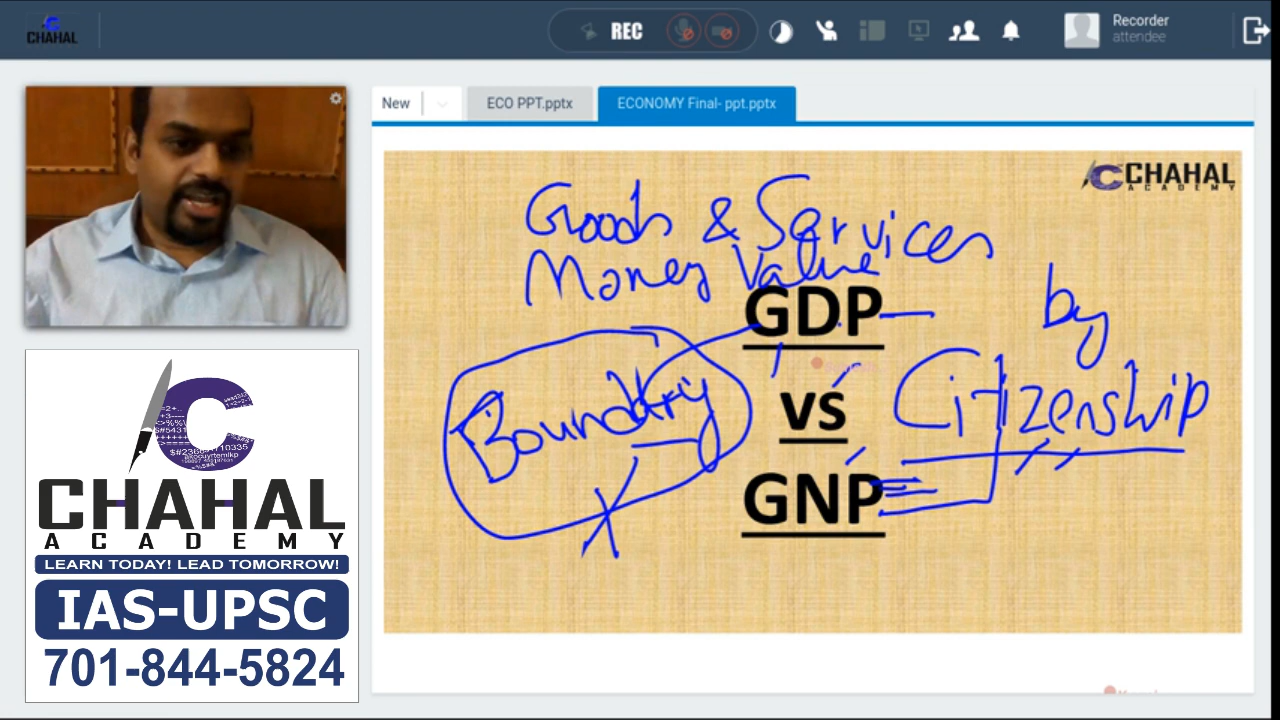 CHAHAL
REC
Recorder
attendee
New
ECO PPT.pptx
ECONOMY Final- ppt.pptx
CHAHAL
ACADEMY
Goods & Services
Money Value
GDP
by
Boundry
vs
Citizenship
GNP
CHAHAL
ACADEMY
LEARN TODAY! LEAD TOMORROW!
IAS-UPSC
701-844-5824